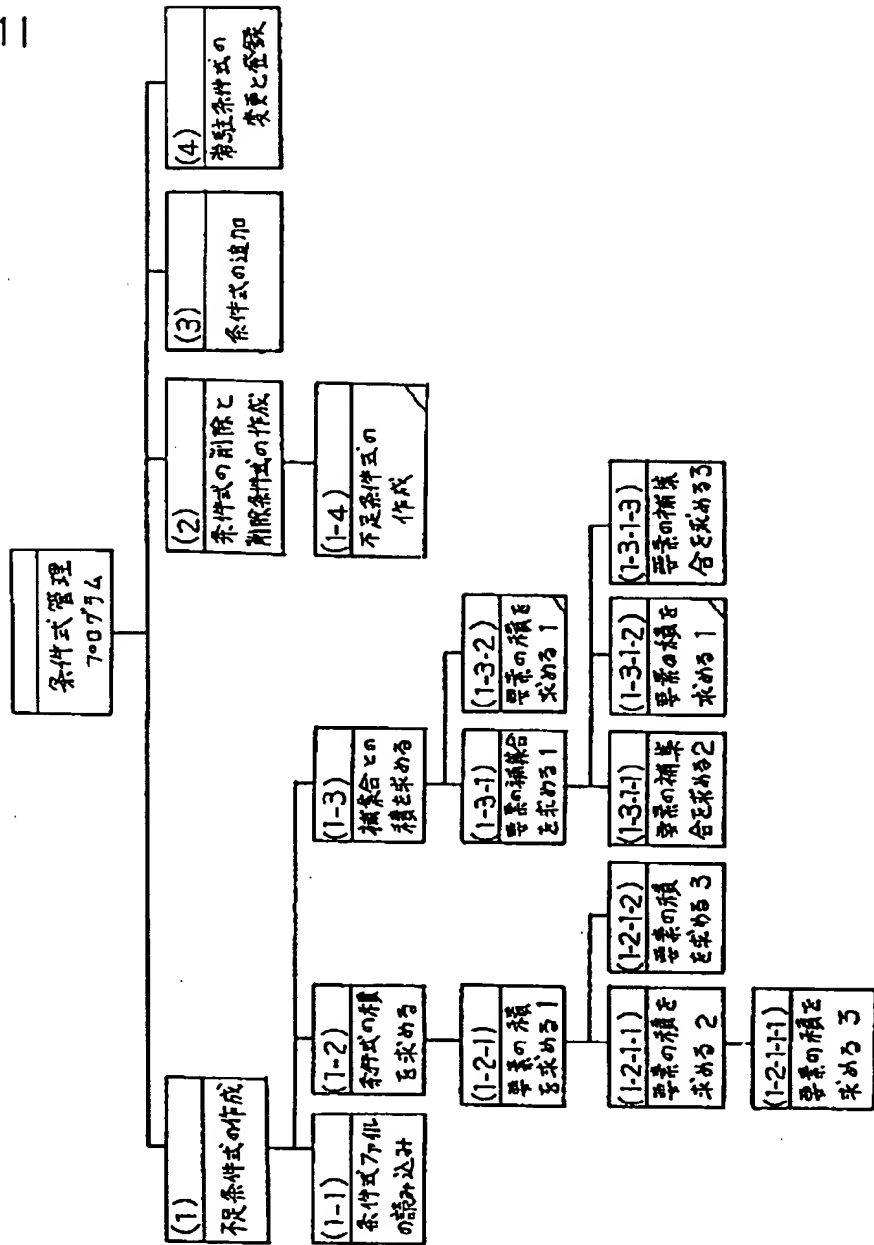 11
条件式管理
プログラム
(1)
不足条件式の作成
(2)
条件式の削除と
削除条件式の作成
(3)
条件式の追加
(4)
常駐条件式の
変更と登録
(1-1)
条件式ファイル
の読み込み
(1-2)
条件式の積
を求める
(1-3)
補集合との
積を求める
(1-4)
不足条件式の
作成
(1-2-1)
要素の積
を求める1
(1-3-1)
要素の補集合
を求める1
(1-3-2)
要素の積を
求める1
(1-2-1-1)
要素の積を
求める2
(1-2-1-2)
要素の積
を求める3
(1-3-1-1)
要素の補集
合を求める2
(1-3-1-2)
要素の積を
求める1
(1-3-1-3)
要素の補集
合を求める3
(1-2-1-1-1)
要素の積を
求める3